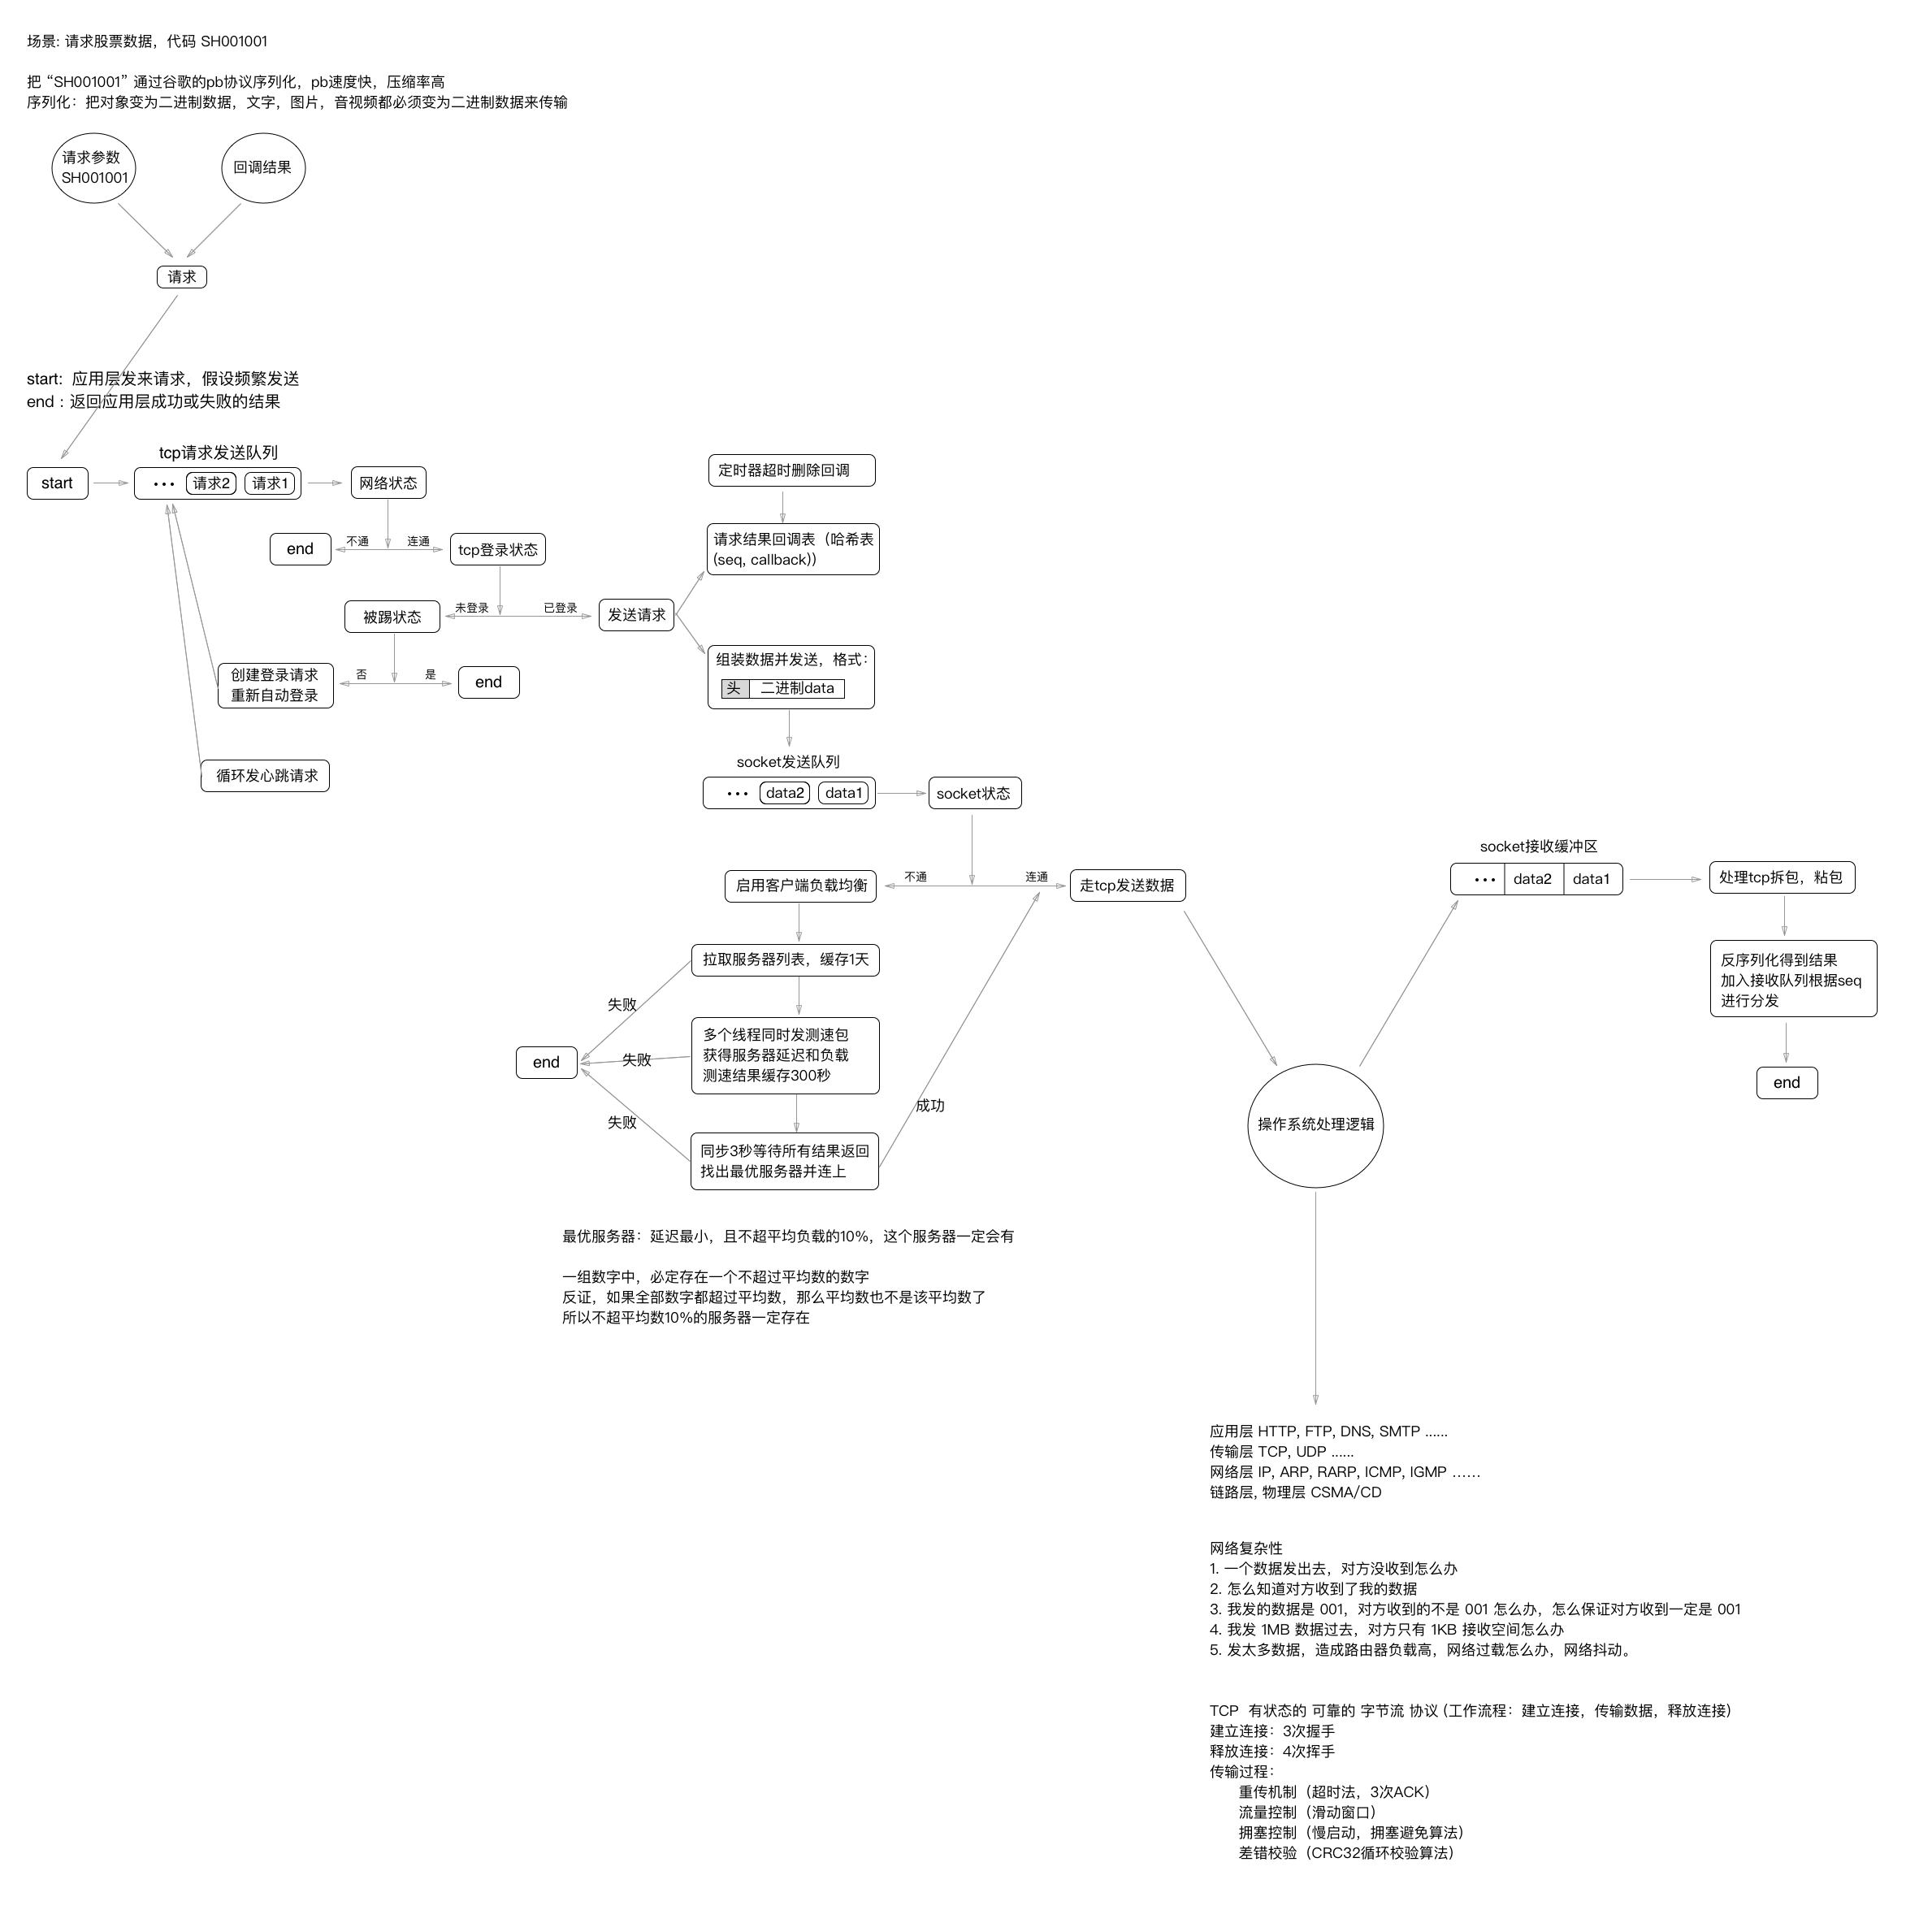 场景: 请求股票数据，代码 SH001001
把 “SH001001” 通过谷歌的pb协议序列化，pb速度快，压缩率高
序列化：把对象变为二进制数据，文字，图片，音视频都必须变为二进制数据来传输
请求参数
SH001001
回调结果
请求
start:  应用层发来请求，假设频繁发送
end : 返回应用层成功或失败的结果
tcp请求发送队列
start
••• 请求2 请求1
网络状态
end
不通
连通
tcp登录状态
被踢状态
未登录
已登录
发送请求
创建登录请求
重新自动登录
否
是
end
循环发心跳请求
定时器超时删除回调
请求结果回调表（哈希表
(seq, callback)）
组装数据并发送，格式：
头 二进制data
socket发送队列
••• data2 data1
socket状态
启用客户端负载均衡
不通
连通
走tcp发送数据
拉取服务器列表，缓存1天
失败
多个线程同时发测速包
获得服务器延迟和负载
测速结果缓存300秒
失败
end
失败
同步3秒等待所有结果返回
找出最优服务器并连上
成功
最优服务器：延迟最小，且不超平均负载的10%，这个服务器一定会有
一组数字中，必定存在一个不超过平均数的数字
反证，如果全部数字都超过平均数，那么平均数也不是该平均数了
所以不超平均数10%的服务器一定存在
操作系统处理逻辑
socket接收缓冲区
••• data2 data1
处理tcp拆包，粘包
反序列化得到结果
加入接收队列根据seq
进行分发
end
应用层 HTTP, FTP, DNS, SMTP ......
传输层 TCP, UDP ......
网络层 IP, ARP, RARP, ICMP, IGMP ……
链路层, 物理层 CSMA/CD
网络复杂性
1. 一个数据发出去，对方没收到怎么办
2. 怎么知道对方收到了我的数据
3. 我发的数据是 001，对方收到的不是 001 怎么办，怎么保证对方收到一定是 001
4. 我发 1MB 数据过去，对方只有 1KB 接收空间怎么办
5. 发太多数据，造成路由器负载高，网络过载怎么办，网络抖动。
TCP  有状态的 可靠的 字节流 协议 (工作流程：建立连接，传输数据，释放连接)
建立连接：3次握手
释放连接：4次挥手
传输过程：
重传机制（超时法，3次ACK）
流量控制（滑动窗口）
拥塞控制（慢启动，拥塞避免算法）
差错校验（CRC32循环校验算法）